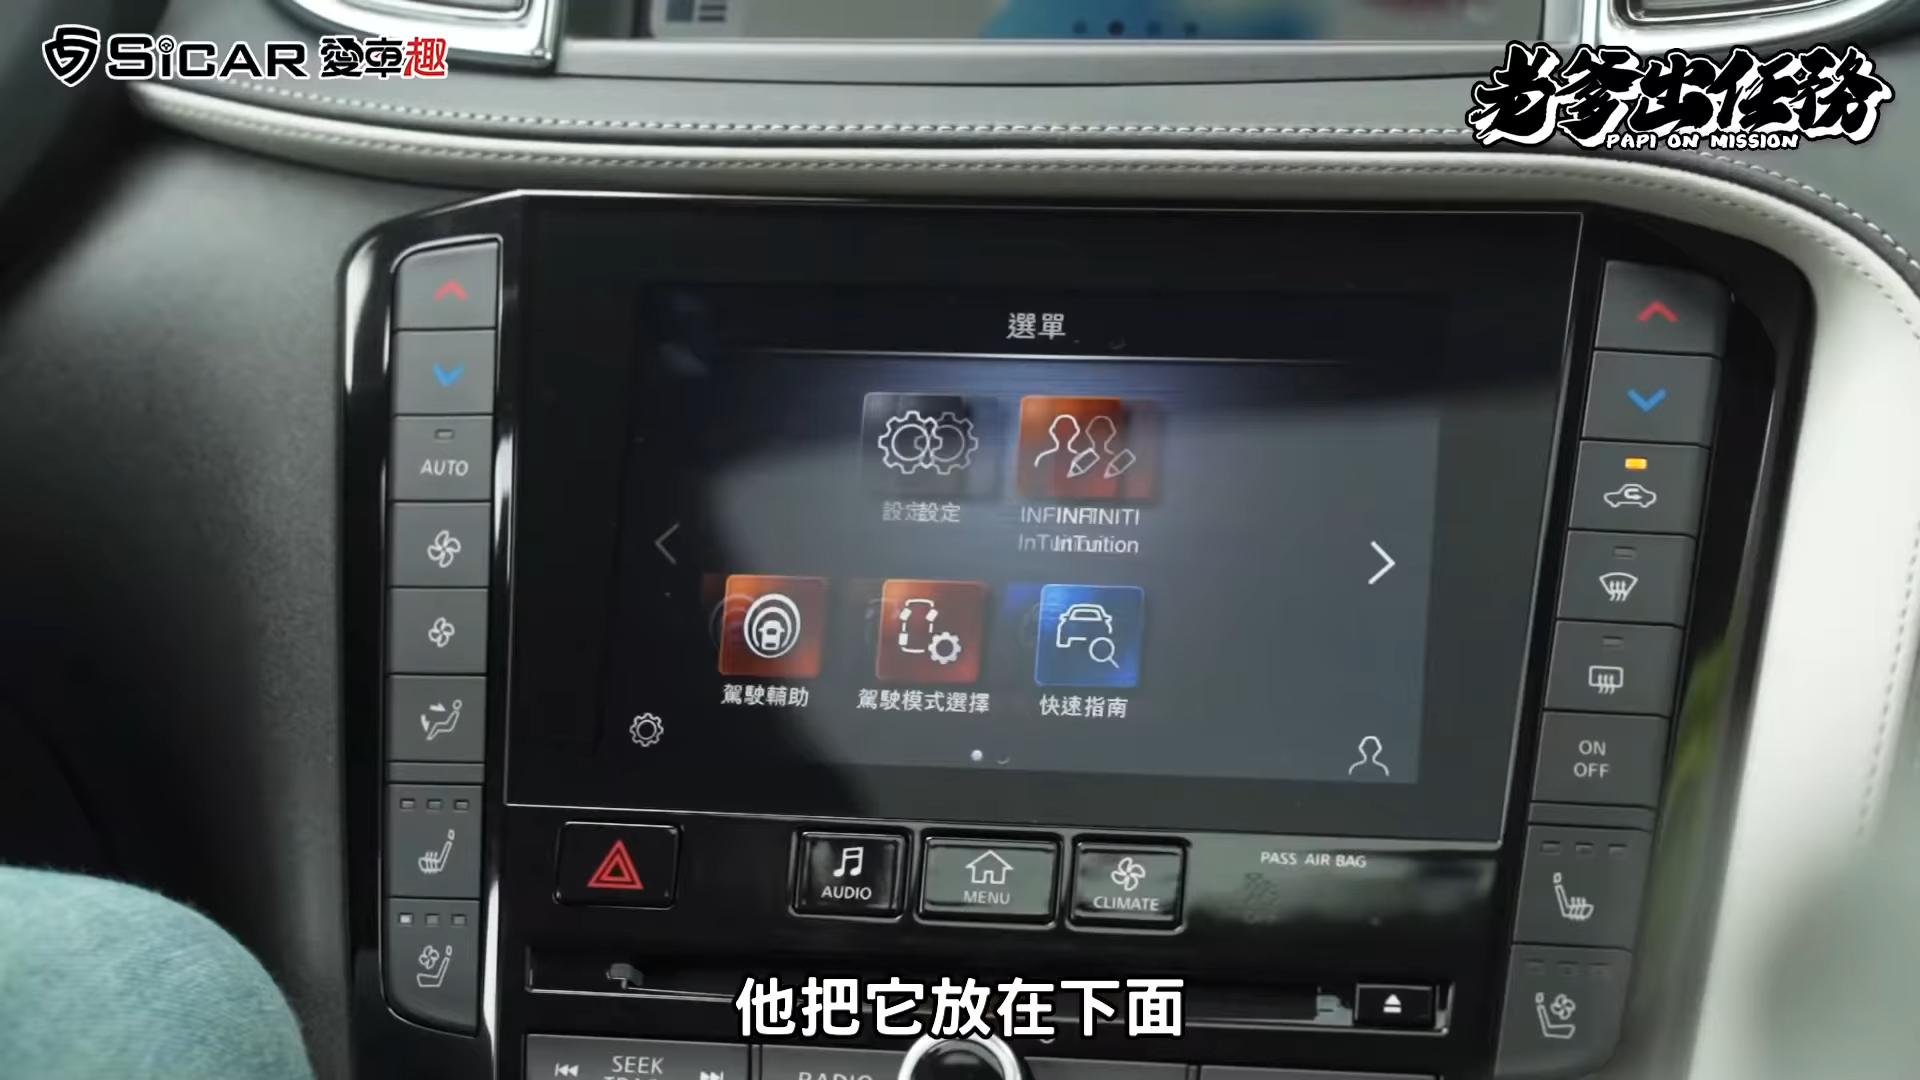 SiCAR 愛車趣
老爹出任務
PAPI ON MISSION
選單
設定
INFINITI
InTuition
駕駛輔助
駕駛模式選擇
快速指南
AUTO
ON
OFF
PASS AIR BAG
AUDIO
MENU
CLIMATE
他把它放在下面
SEEK
RADIO